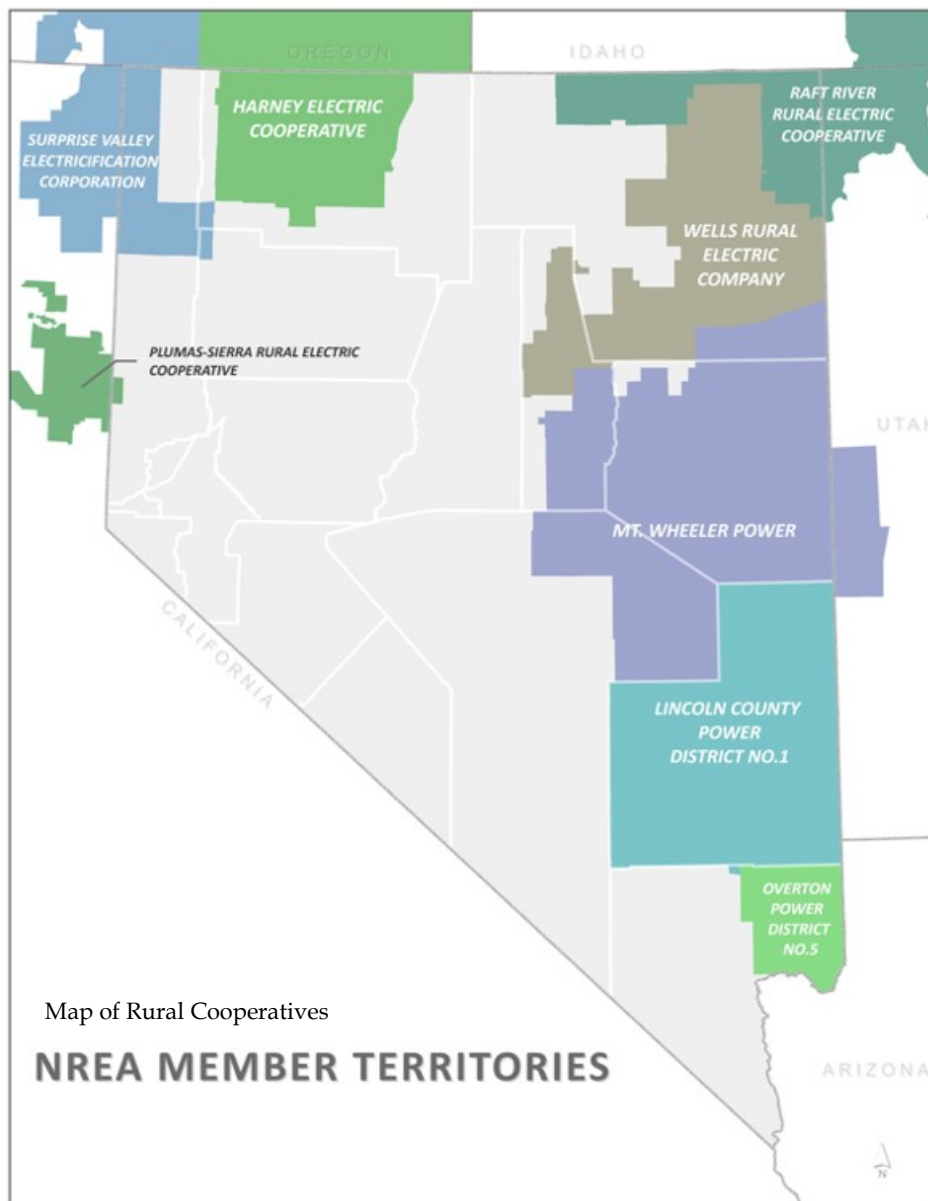 OREGON
IDAHO
HARNEY ELECTRIC
COOPERATIVE
RAFT RIVER
RURAL ELECTRIC
COOPERATIVE
SURPRISE VALLEY
ELECTRICIFICATION
CORPORATION
WELLS RURAL
ELECTRIC
COMPANY
PLUMAS-SIERRA RURAL ELECTRIC
COOPERATIVE
UTAH
MT. WHEELER POWER
CALIFORNIA
LINCOLN COUNTY
POWER
DISTRICT NO.1
OVERTON
POWER
DISTRICT
NO.5
Map of Rural Cooperatives
NREA MEMBER TERRITORIES
ARIZONA
N